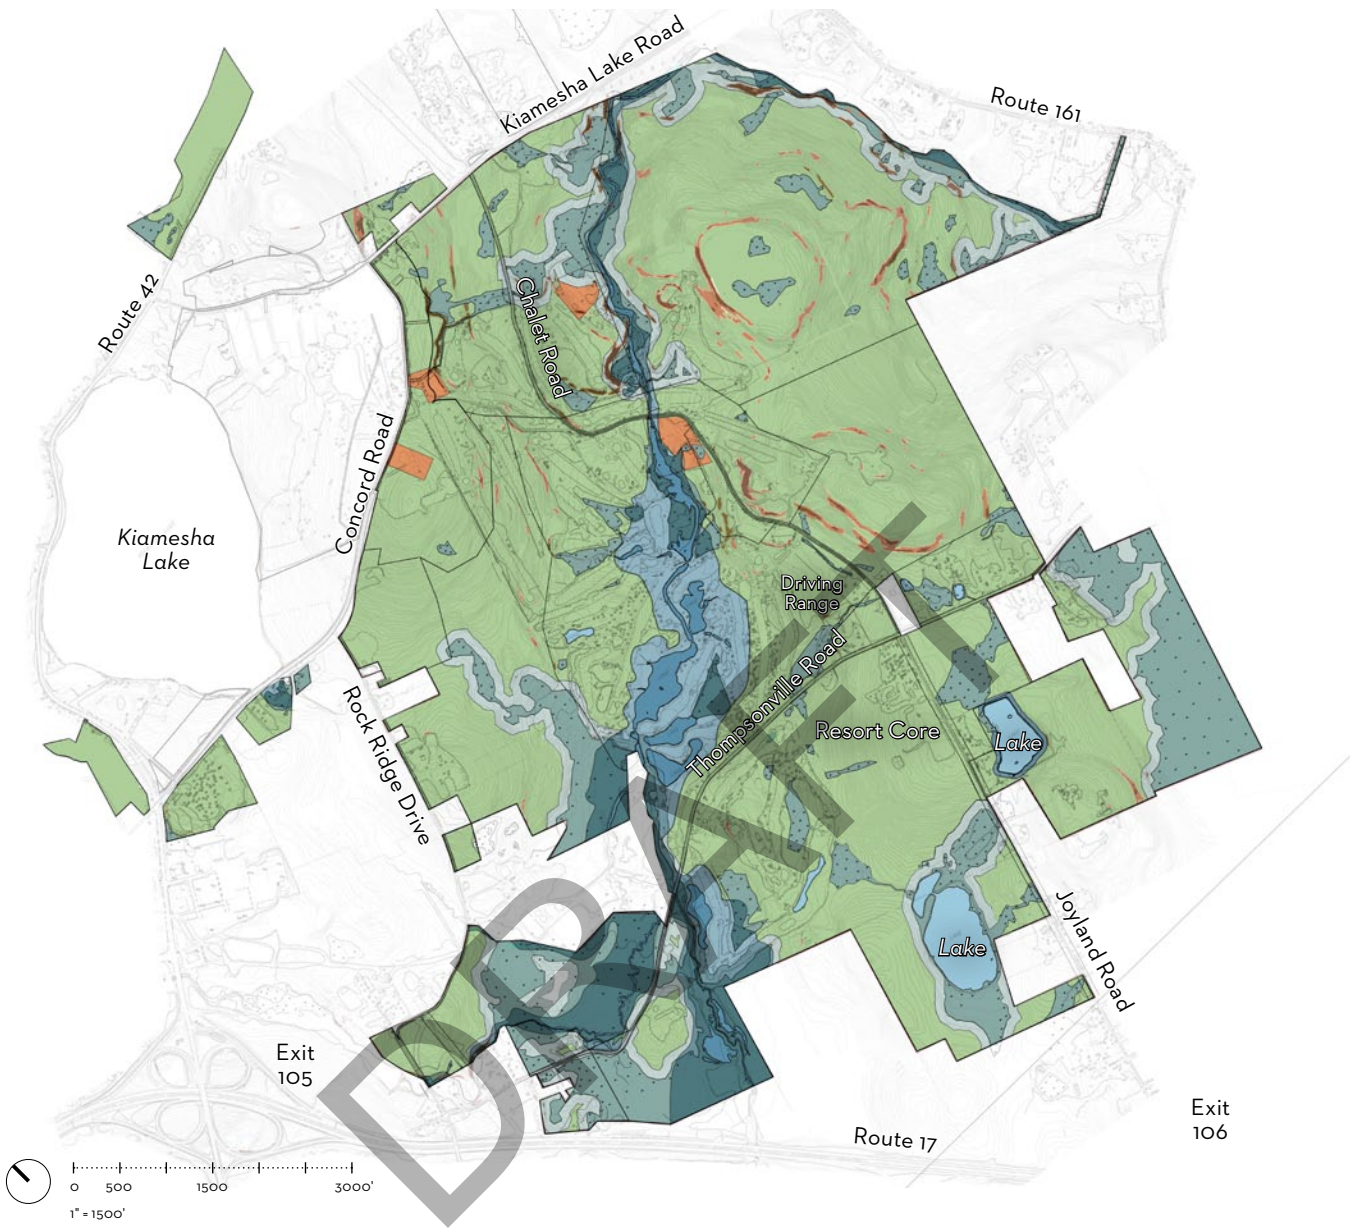 Kiamesha Lake Road
Route 161
Route 42
Chalet Road
Concord Road
Kiamesha
Lake
Driving
Range
Thompsonville Road
Rock Ridge Drive
Resort Core
Lake
Lake
Joyland Road
DRAFT
Exit
105
Exit
106
Route 17
0 500 1500 3000'
1" = 1500'